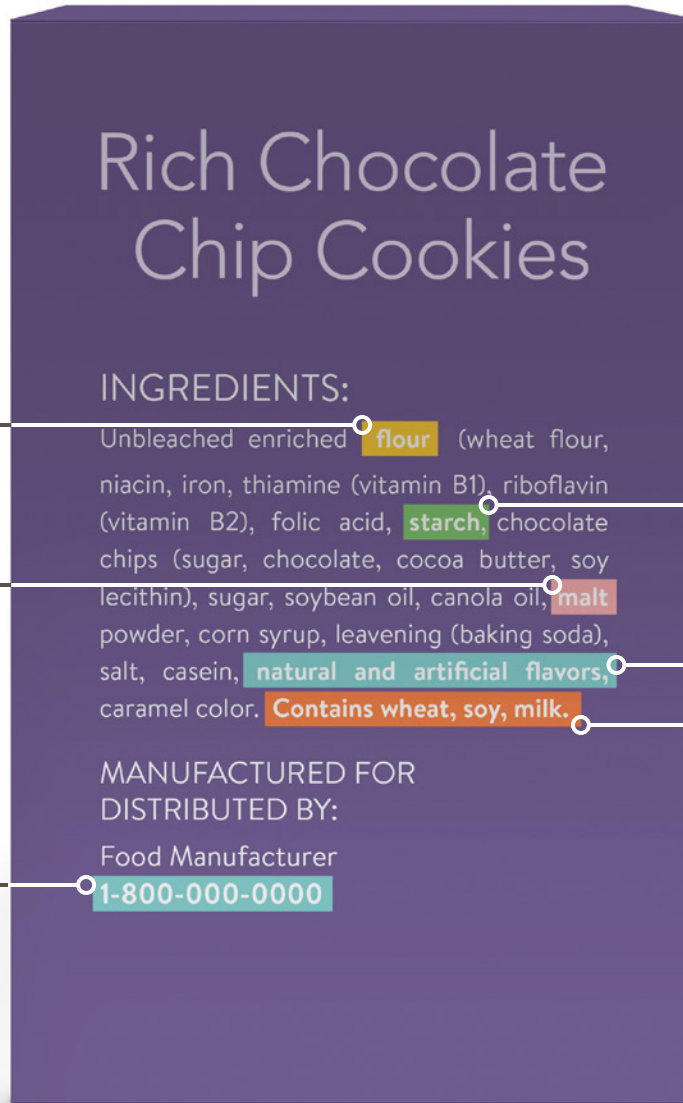 Rich Chocolate
Chip Cookies
INGREDIENTS:
Unbleached enriched flour (wheat flour,
niacin, iron, thiamine (vitamin B1), riboflavin
(vitamin B2), folic acid, starch, chocolate
chips (sugar, chocolate, cocoa butter, soy
lecithin), sugar, soybean oil, canola oil, malt
powder, corn syrup, leavening (baking soda),
salt, casein, natural and artificial flavors,
caramel color. Contains wheat, soy, milk.
MANUFACTURED FOR
DISTRIBUTED BY:
Food Manufacturer
1-800-000-0000